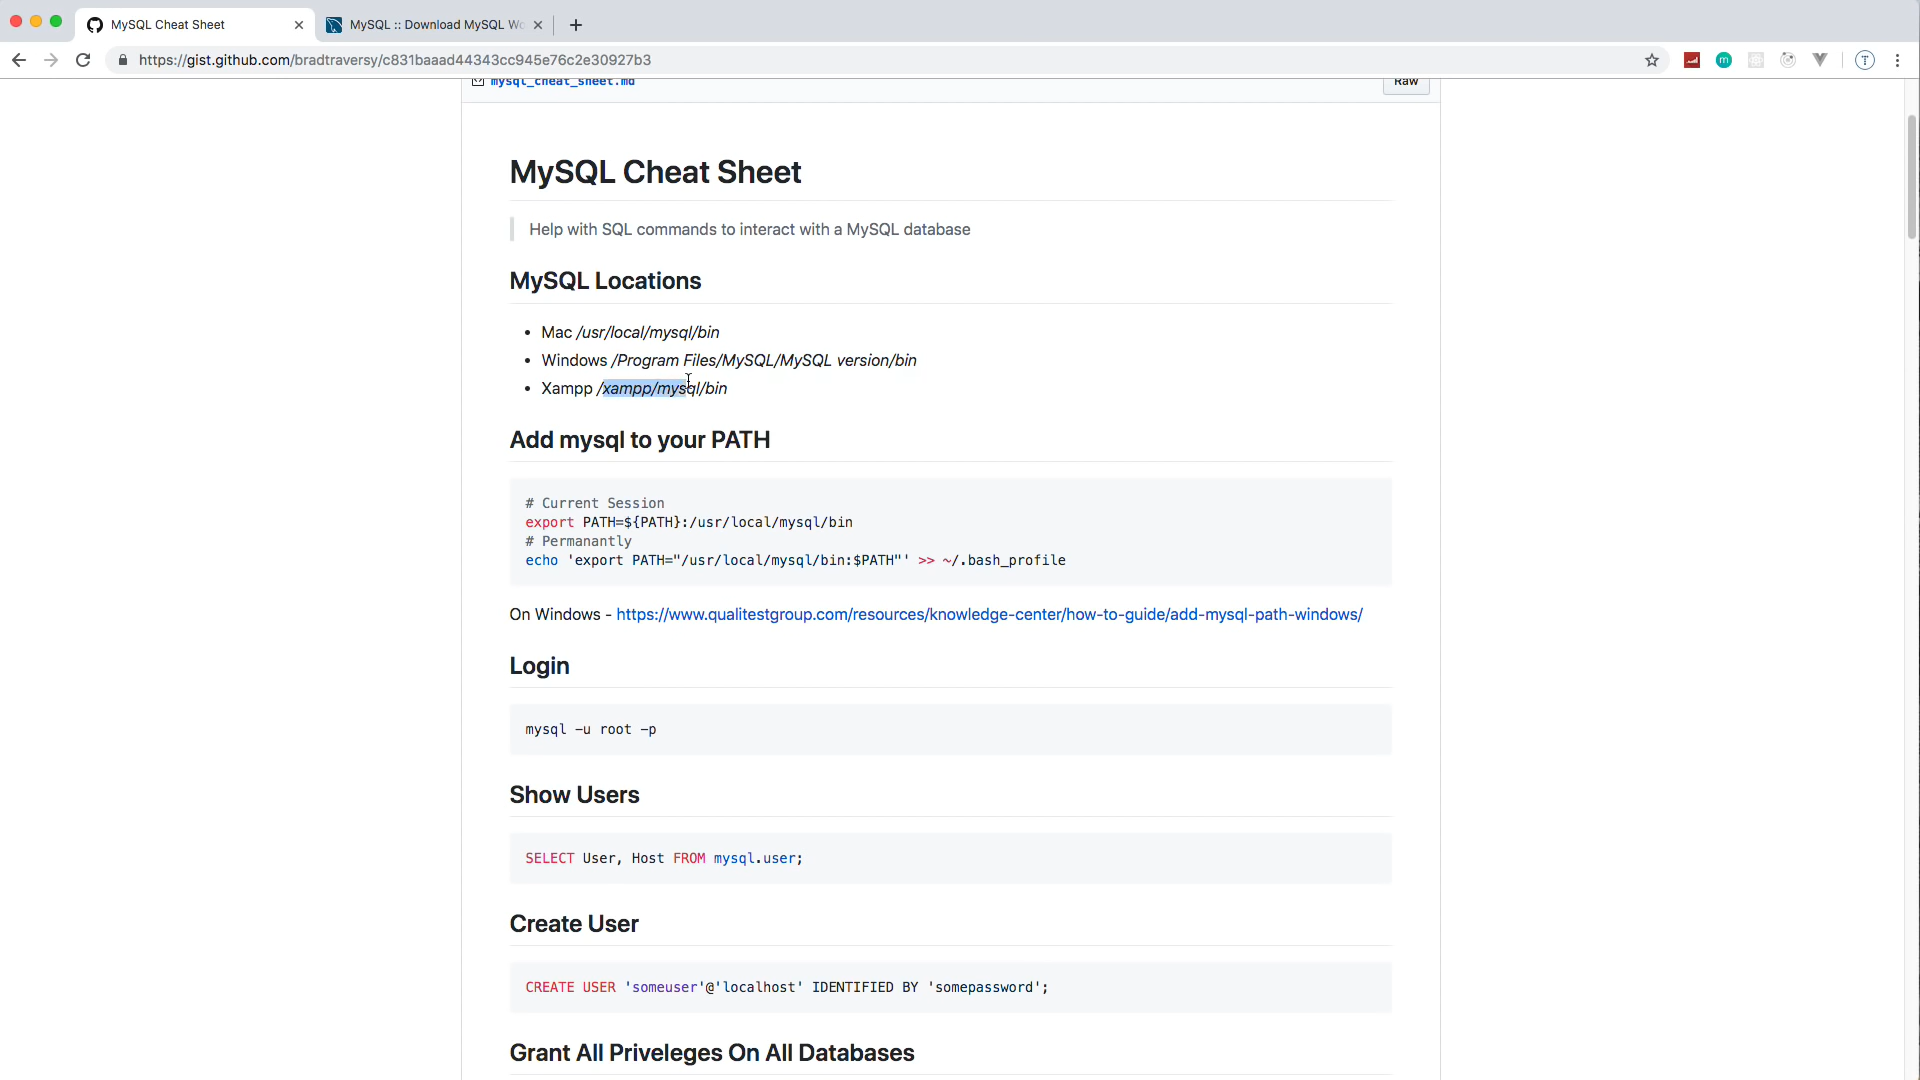 MySQL Cheat Sheet
MySQL :: Download MySQL Wo
https://gist.github.com/bradtraversy/c831baaad44343cc945e76c2e30927b3
mysql_cheat_sheet.md
Raw
MySQL Cheat Sheet
Help with SQL commands to interact with a MySQL database
MySQL Locations
• Mac /usr/local/mysql/bin
• Windows /Program Files/MySQL/MySQL version/bin
• Xampp /xampp/mysql/bin
Add mysql to your PATH
# Current Session
export PATH=${PATH}:/usr/local/mysql/bin
# Permanantly
echo 'export PATH="/usr/local/mysql/bin:$PATH"' >> ~/.bash_profile
On Windows - https://www.qualitestgroup.com/resources/knowledge-center/how-to-guide/add-mysql-path-windows/
Login
mysql -u root -p
Show Users
SELECT User, Host FROM mysql.user;
Create User
CREATE USER 'someuser'@'localhost' IDENTIFIED BY 'somepassword';
Grant All Priveleges On All Databases